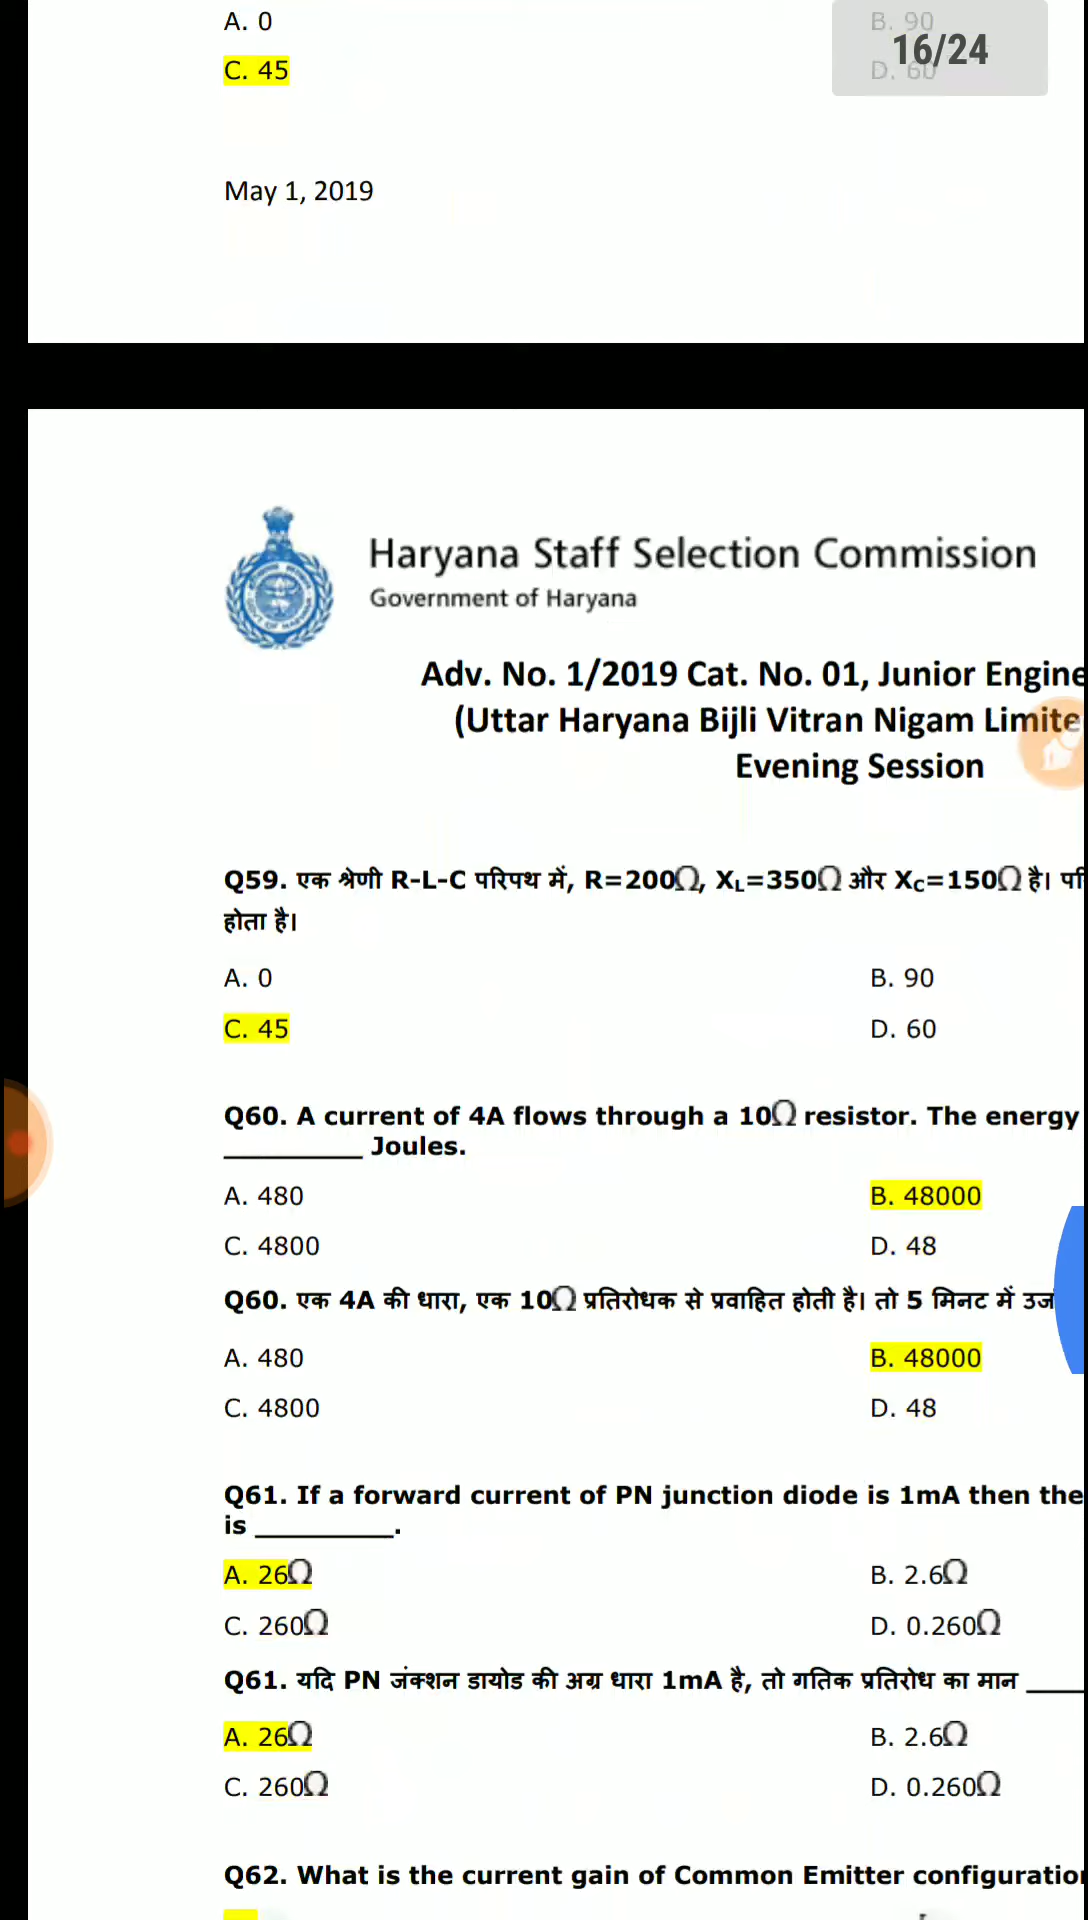 A. 0
B. 90
16/24
C. 45
D. 60
May 1, 2019
Haryana Staff Selection Commission
Government of Haryana
Adv. No. 1/2019 Cat. No. 01, Junior Engine
(Uttar Haryana Bijli Vitran Nigam Limite
Evening Session
Q59. एक श्रेणी R-L-C परिपथ में, R=200Ω, XL=350Ω और XC=150Ω है। परि
होता है।
A. 0
B. 90
C. 45
D. 60
Q60. A current of 4A flows through a 10Ω resistor. The energy
__________ Joules.
A. 480
B. 48000
C. 4800
D. 48
Q60. एक 4A की धारा, एक 10Ω प्रतिरोधक से प्रवाहित होती है। तो 5 मिनट में
A. 480
B. 48000
C. 4800
D. 48
Q61. If a forward current of PN junction diode is 1mA then the
is __________.
A. 26Ω
B. 2.6Ω
C. 260Ω
D. 0.260Ω
Q61. यदि PN जंक्शन डायोड की अग्र धारा 1mA है, तो गतिक प्रतिरोध का मान ____
A. 26Ω
B. 2.6Ω
C. 260Ω
D. 0.260Ω
Q62. What is the current gain of Common Emitter configuration